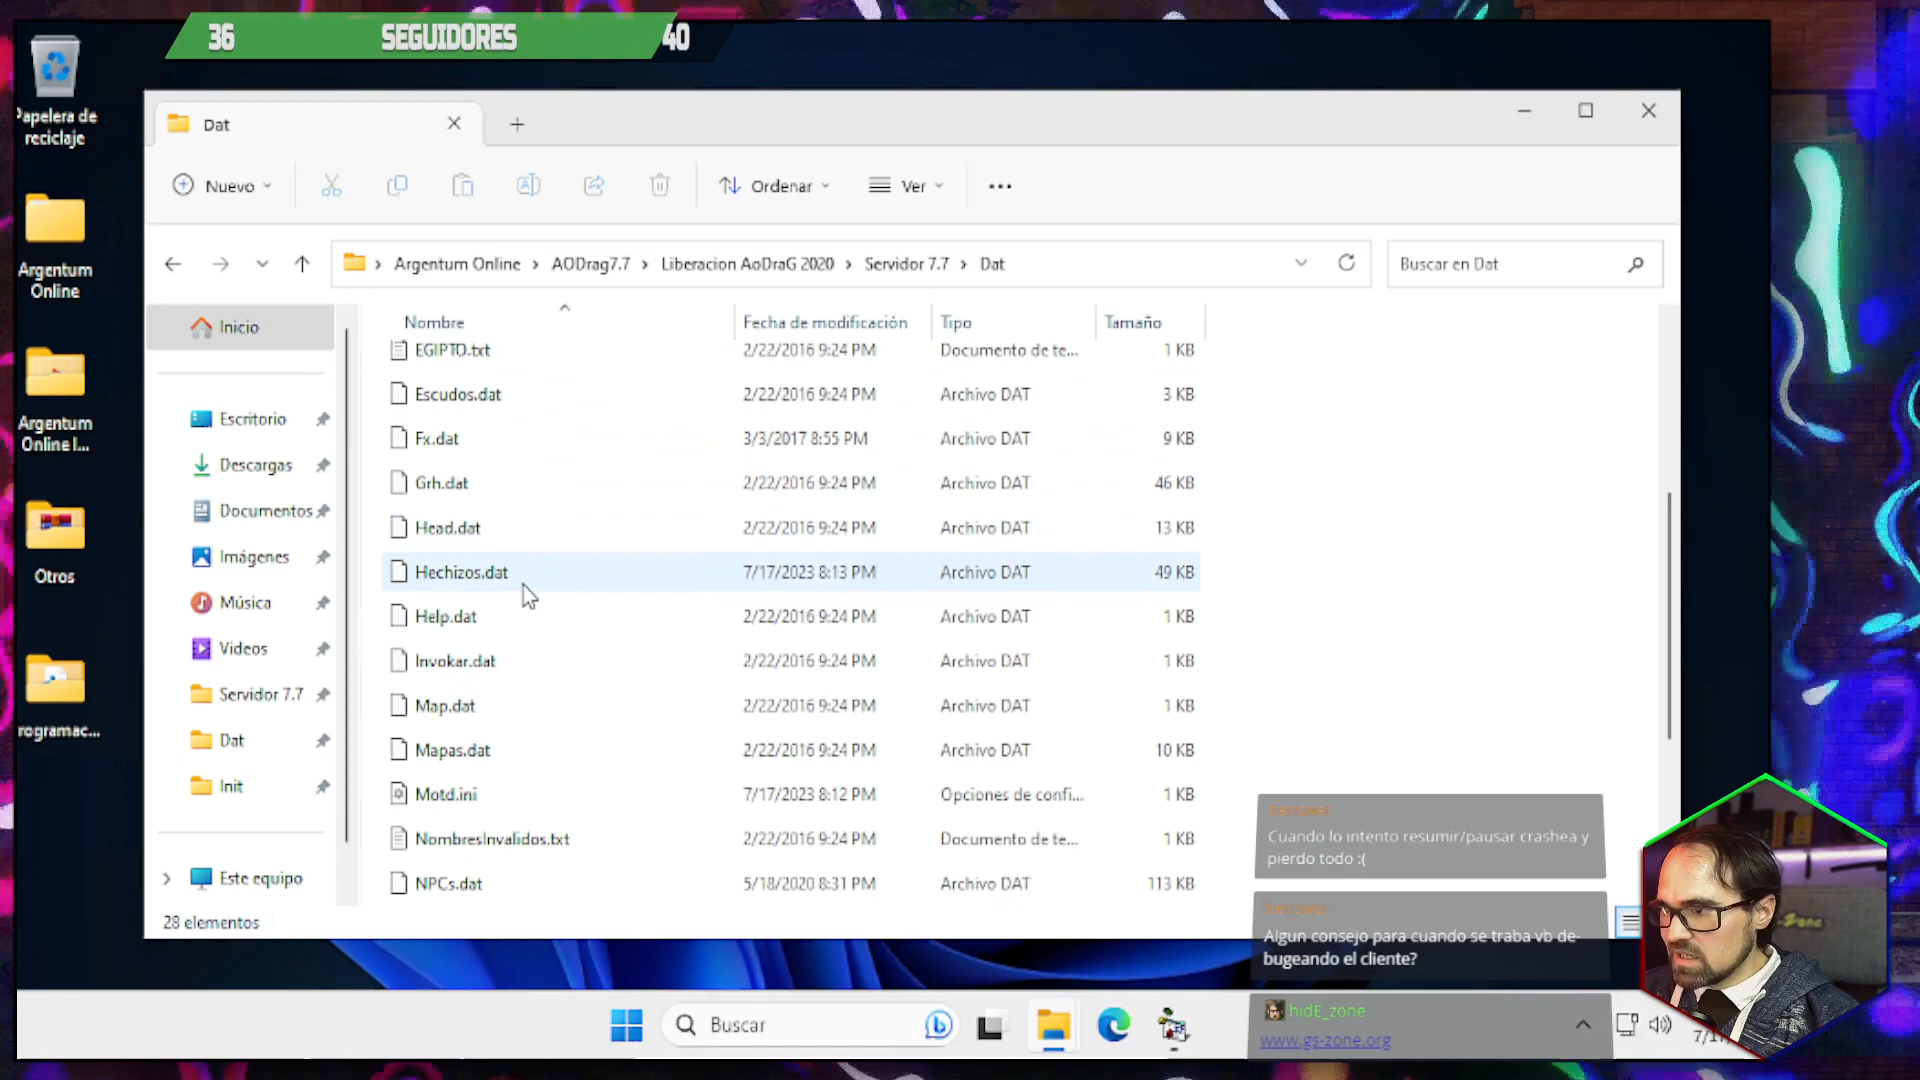 36 SEGUIDORES 40
Papelera de
reciclaje
Argentum
Online
Argentum
Online I...
Otros
rogramac...
Dat
Nuevo
Ordenar
Ver
Argentum Online > AODrag7.7 > Liberacion AoDraG 2020 > Servidor 7.7 > Dat
Buscar en Dat
Inicio
Escritorio
Descargas
Documentos
Imágenes
Música
Videos
Servidor 7.7
Dat
Init
Este equipo
Nombre Fecha de modificación Tipo Tamaño
EGIPTO.txt 2/22/2016 9:24 PM Documento de te... 1 KB
Escudos.dat 2/22/2016 9:24 PM Archivo DAT 3 KB
Fx.dat 3/3/2017 8:55 PM Archivo DAT 9 KB
Grh.dat 2/22/2016 9:24 PM Archivo DAT 46 KB
Head.dat 2/22/2016 9:24 PM Archivo DAT 13 KB
Hechizos.dat 7/17/2023 8:13 PM Archivo DAT 49 KB
Help.dat 2/22/2016 9:24 PM Archivo DAT 1 KB
Invokar.dat 2/22/2016 9:24 PM Archivo DAT 1 KB
Map.dat 2/22/2016 9:24 PM Archivo DAT 1 KB
Mapas.dat 2/22/2016 9:24 PM Archivo DAT 10 KB
Motd.ini 7/17/2023 8:12 PM Opciones de confi... 1 KB
NombresInvalidos.txt 2/22/2016 9:24 PM Documento de te... 1 KB
NPCs.dat 5/18/2020 8:31 PM Archivo DAT 113 KB
28 elementos
Cuando lo intento resumir/pausar crashea y
pierdo todo :(
Algun consejo para cuando se traba vb de-
bugeando el cliente?
hidE_zone
www.gs-zone.org
Buscar